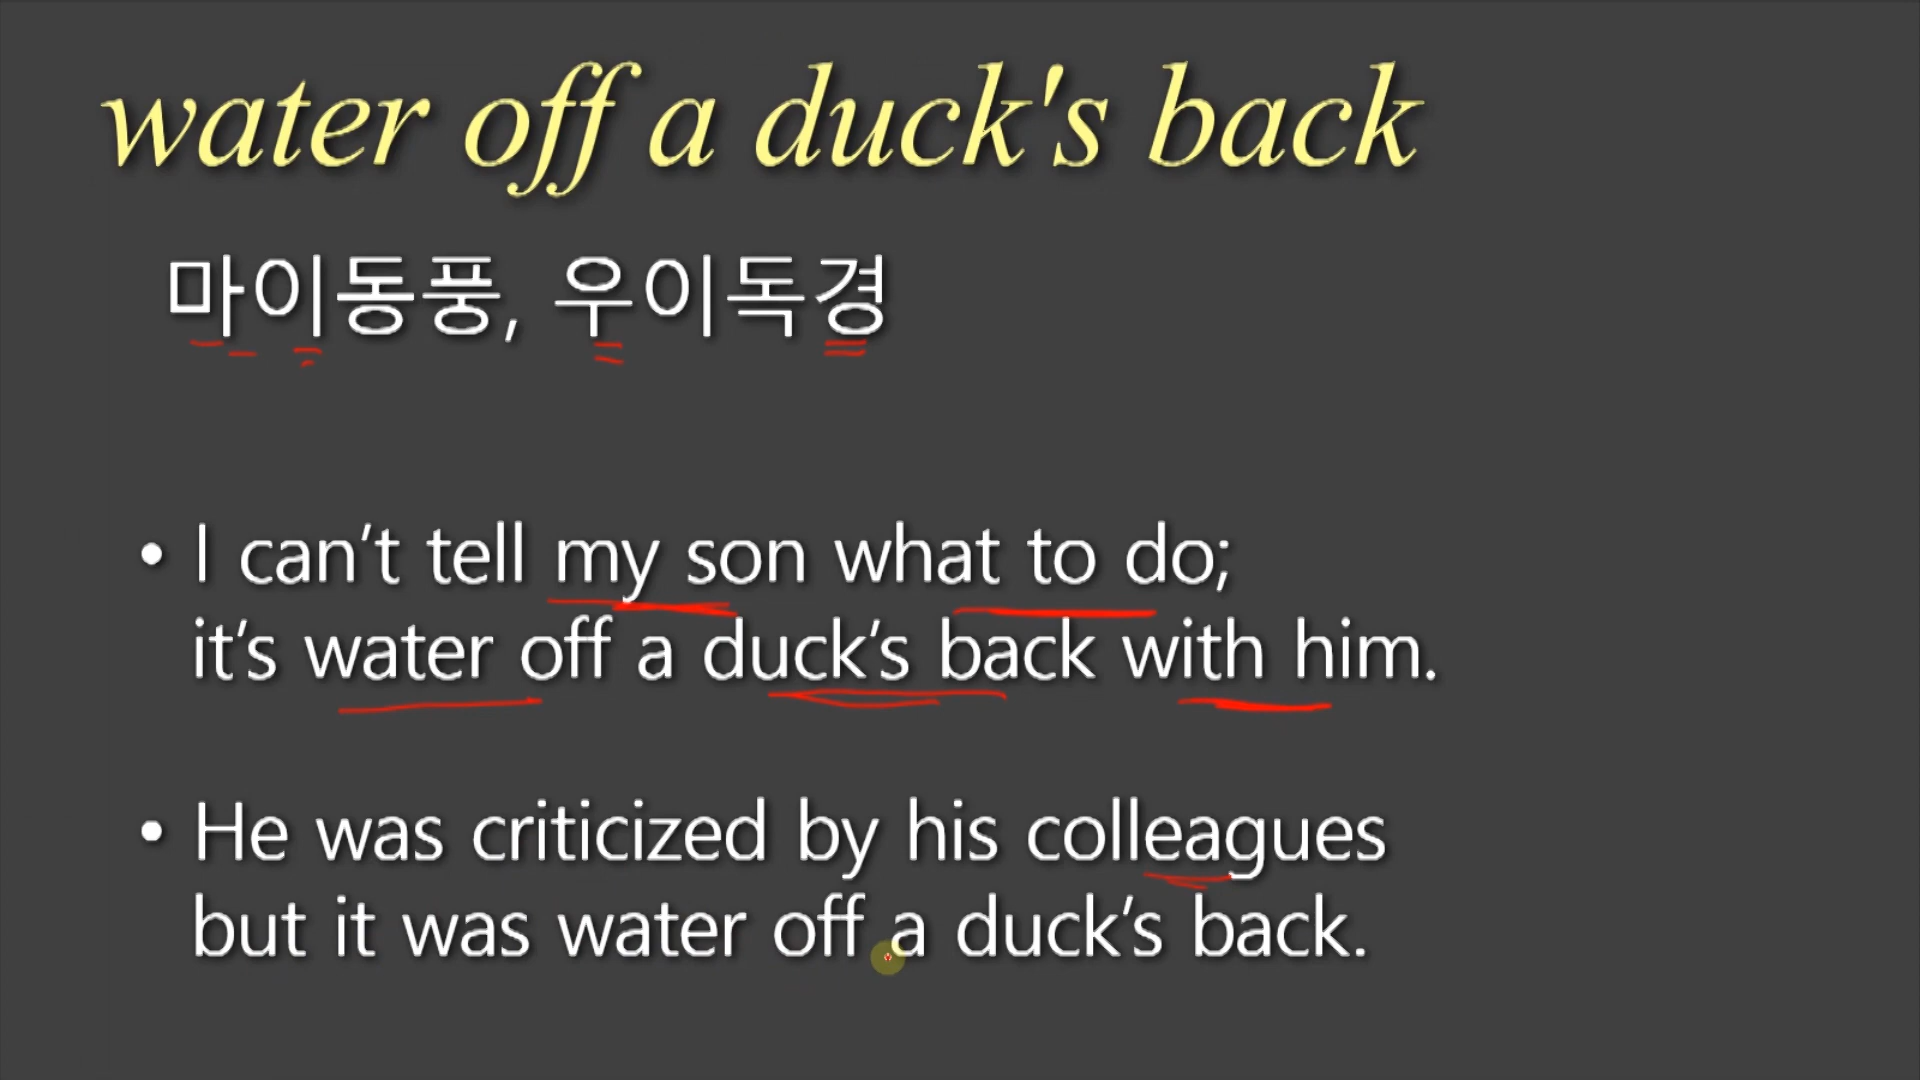 water off a duck's back
마이동풍, 우이독경
• I can't tell my son what to do;
it's water off a duck's back with him.
• He was criticized by his colleagues
but it was water off a duck's back.